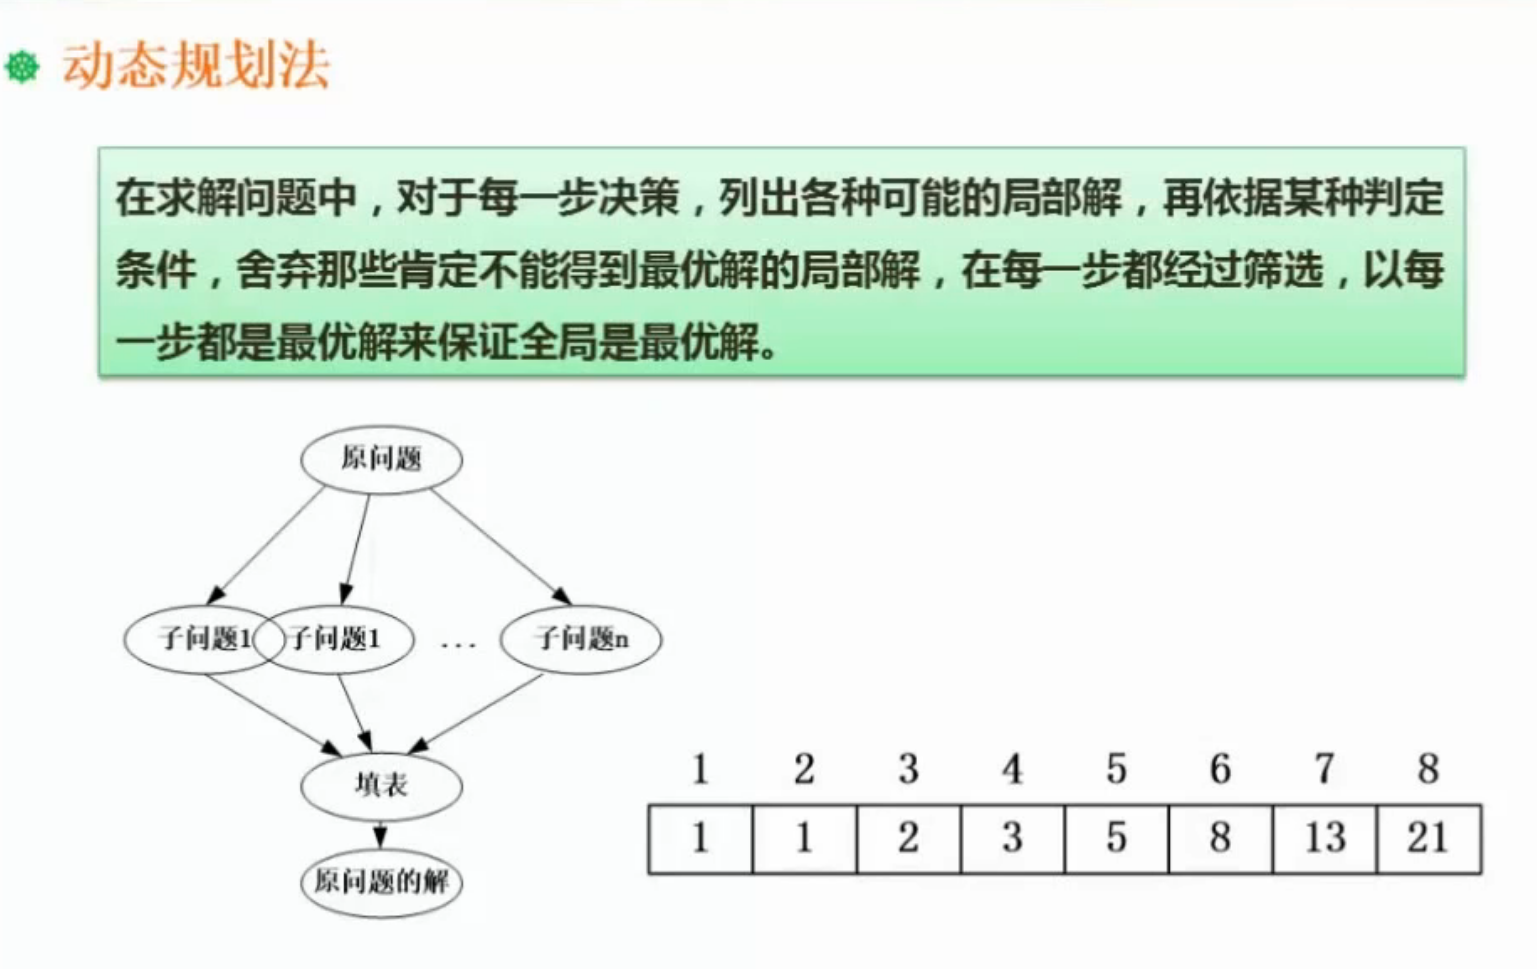 动态规划法
在求解问题中，对于每一步决策，列出各种可能的局部解，再依据某种判定
条件，舍弃那些肯定不能得到最优解的局部解，在每一步都经过筛选，以每
一步都是最优解来保证全局是最优解。
原问题
子问题1 子问题1 … 子问题n
填表
原问题的解
1 2 3 4 5 6 7 8
1 1 2 3 5 8 13 21